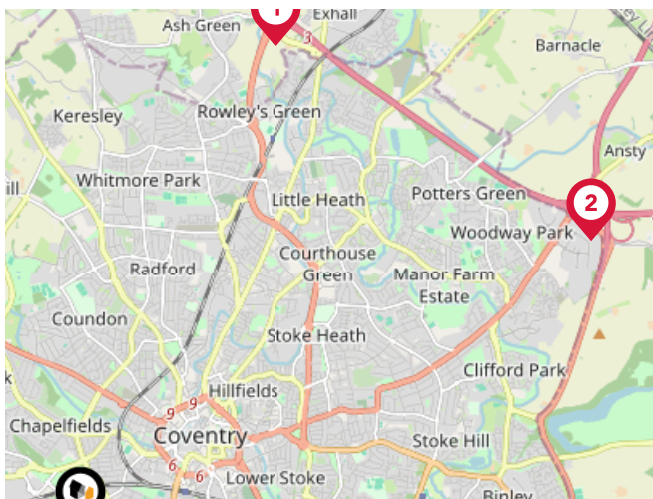 1
Exhall
Ash Green
3
Barnacle
Keresley
Rowley's Green
Ansty
ill
Whitmore Park
Potters Green
Little Heath
2
Woodway Park
Courthouse
Green
Radford
Manor Farm
Estate
Coundon
Stoke Heath
Clifford Park
k
Hillfields
9
9
Chapelfields
Coventry
Stoke Hill
6
6
Lower Stoke
Binley